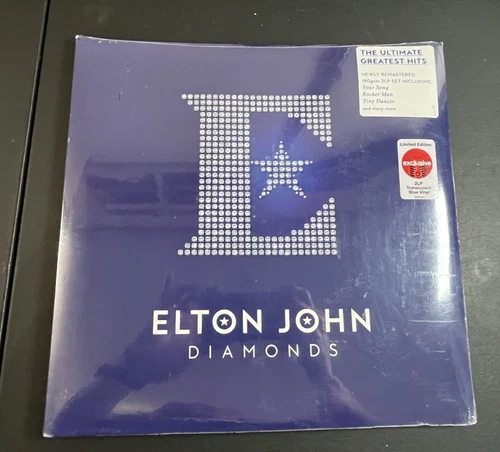 THE ULTIMATE
GREATEST HITS
NEWLY REMASTERED
180gsm 2LP SET INCLUDING
Your Song
Rocket Man
Tiny Dancer
and many more
Limited Edition
exclusive
2LP
Translucent
Blue Vinyl
ELTON JOHN
DIAMONDS